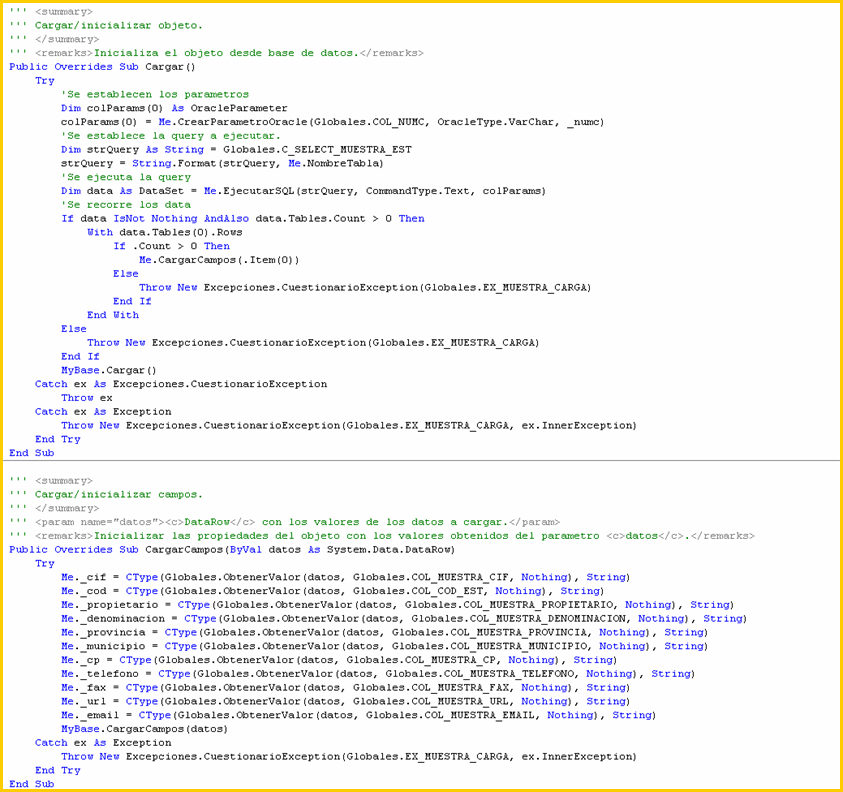 ''' <summary>
''' Cargar/inicializar objeto.
''' </summary>
''' <remarks>Inicializa el objeto desde base de datos.</remarks>
Public Overrides Sub Cargar()
    Try
        'Se establecen los parametros
        Dim colParams(0) As OracleParameter
        colParams(0) = Me.CrearParametroOracle(Globales.COL_NUMC, OracleType.VarChar, _numc)
        'Se establece la query a ejecutar.
        Dim strQuery As String = Globales.C_SELECT_MUESTRA_EST
        strQuery = String.Format(strQuery, Me.NombreTabla)
        'Se ejecuta la query
        Dim data As DataSet = Me.EjecutarSQL(strQuery, CommandType.Text, colParams)
        'Se recorre los data
        If data IsNot Nothing AndAlso data.Tables.Count > 0 Then
            With data.Tables(0).Rows
                If .Count > 0 Then
                    Me.CargarCampos(.Item(0))
                Else
                    Throw New Excepciones.CuestionarioException(Globales.EX_MUESTRA_CARGA)
                End If
            End With
        Else
            Throw New Excepciones.CuestionarioException(Globales.EX_MUESTRA_CARGA)
        End If
        MyBase.Cargar()
    Catch ex As Excepciones.CuestionarioException
        Throw ex
    Catch ex As Exception
        Throw New Excepciones.CuestionarioException(Globales.EX_MUESTRA_CARGA, ex.InnerException)
    End Try
End Sub
''' <summary>
''' Cargar/inicializar campos.
''' </summary>
''' <param name="datos"><c>DataRow</c> con los valores de los datos a cargar.</param>
''' <remarks>Inicializar las propiedades del objeto con los valores obtenidos del parametro <c>datos</c>.</remarks>
Public Overrides Sub CargarCampos(ByVal datos As System.Data.DataRow)
    Try
        Me._cif = CType(Globales.ObtenerValor(datos, Globales.COL_MUESTRA_CIF, Nothing), String)
        Me._cod = CType(Globales.ObtenerValor(datos, Globales.COL_COD_EST, Nothing), String)
        Me._propietario = CType(Globales.ObtenerValor(datos, Globales.COL_MUESTRA_PROPIETARIO, Nothing), String)
        Me._denominacion = CType(Globales.ObtenerValor(datos, Globales.COL_MUESTRA_DENOMINACION, Nothing), String)
        Me._provincia = CType(Globales.ObtenerValor(datos, Globales.COL_MUESTRA_PROVINCIA, Nothing), String)
        Me._municipio = CType(Globales.ObtenerValor(datos, Globales.COL_MUESTRA_MUNICIPIO, Nothing), String)
        Me._cp = CType(Globales.ObtenerValor(datos, Globales.COL_MUESTRA_CP, Nothing), String)
        Me._telefono = CType(Globales.ObtenerValor(datos, Globales.COL_MUESTRA_TELEFONO, Nothing), String)
        Me._fax = CType(Globales.ObtenerValor(datos, Globales.COL_MUESTRA_FAX, Nothing), String)
        Me._url = CType(Globales.ObtenerValor(datos, Globales.COL_MUESTRA_URL, Nothing), String)
        Me._email = CType(Globales.ObtenerValor(datos, Globales.COL_MUESTRA_EMAIL, Nothing), String)
        MyBase.CargarCampos(datos)
    Catch ex As Exception
        Throw New Excepciones.CuestionarioException(Globales.EX_MUESTRA_CARGA, ex.InnerException)
    End Try
End Sub